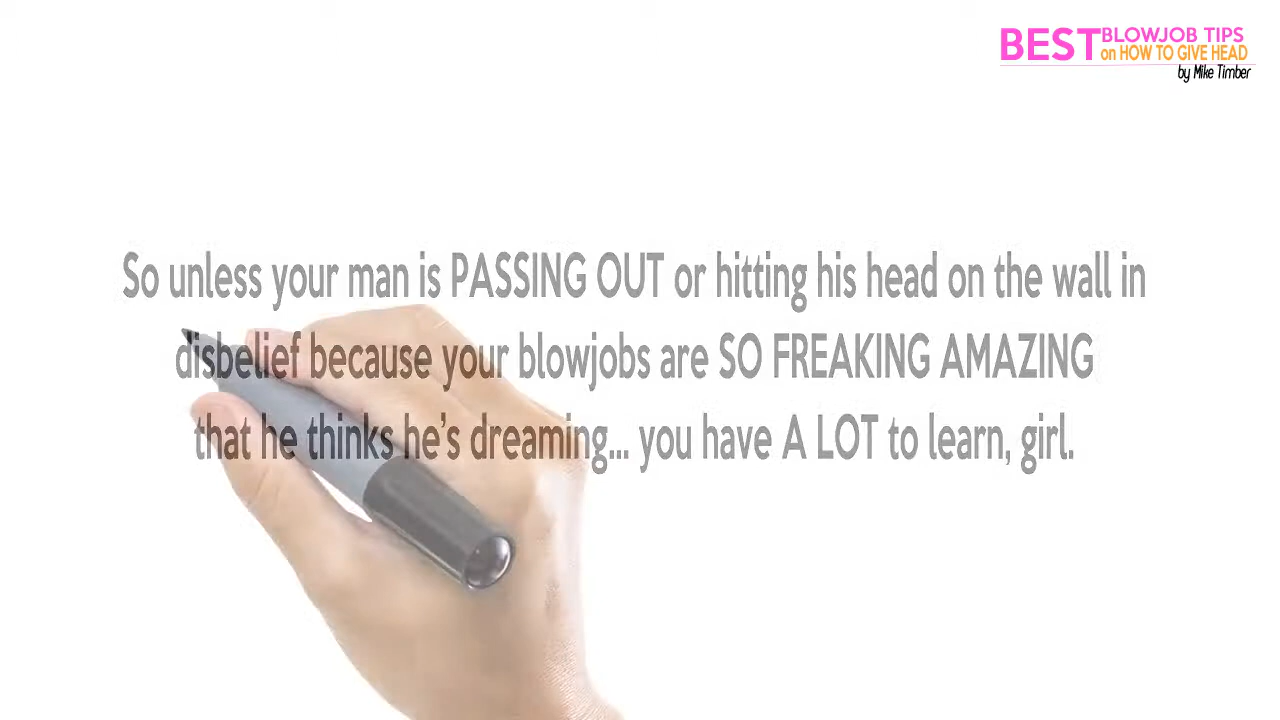 BEST BLOWJOB TIPS
on HOW TO GIVE HEAD
by Mike Timber
So unless your man is PASSING OUT or hitting his head on the wall in
disbelief because your blowjobs are SO FREAKING AMAZING
that he thinks he's dreaming... you have A LOT to learn, girl.